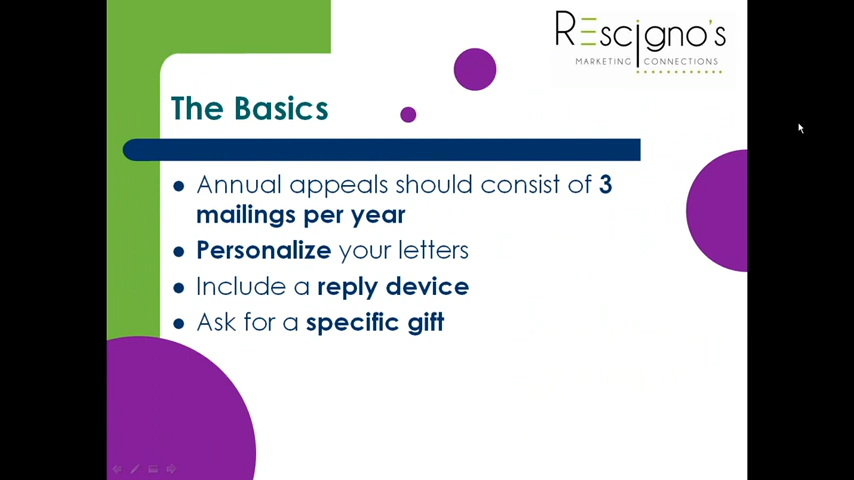 REscigno's
MARKETING CONNECTIONS
The Basics
Annual appeals should consist of 3
mailings per year
Personalize your letters
Include a reply device
Ask for a specific gift